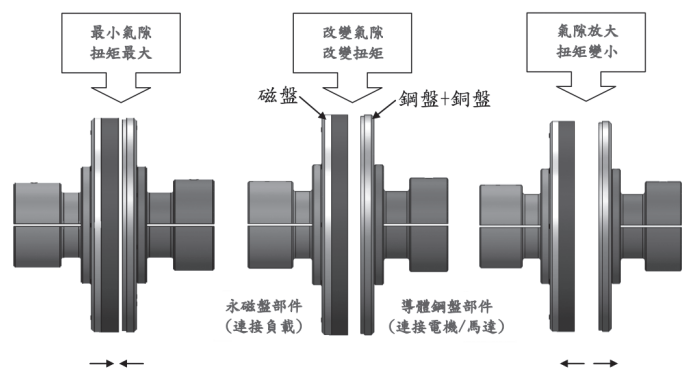 最小氣隙
扭矩最大
改變氣隙
改變扭矩
氣隙放大
扭矩變小
磁盤
鋼盤+銅盤
永磁盤部件
(連接負載)
導體鋼盤部件
(連接電機/馬達)